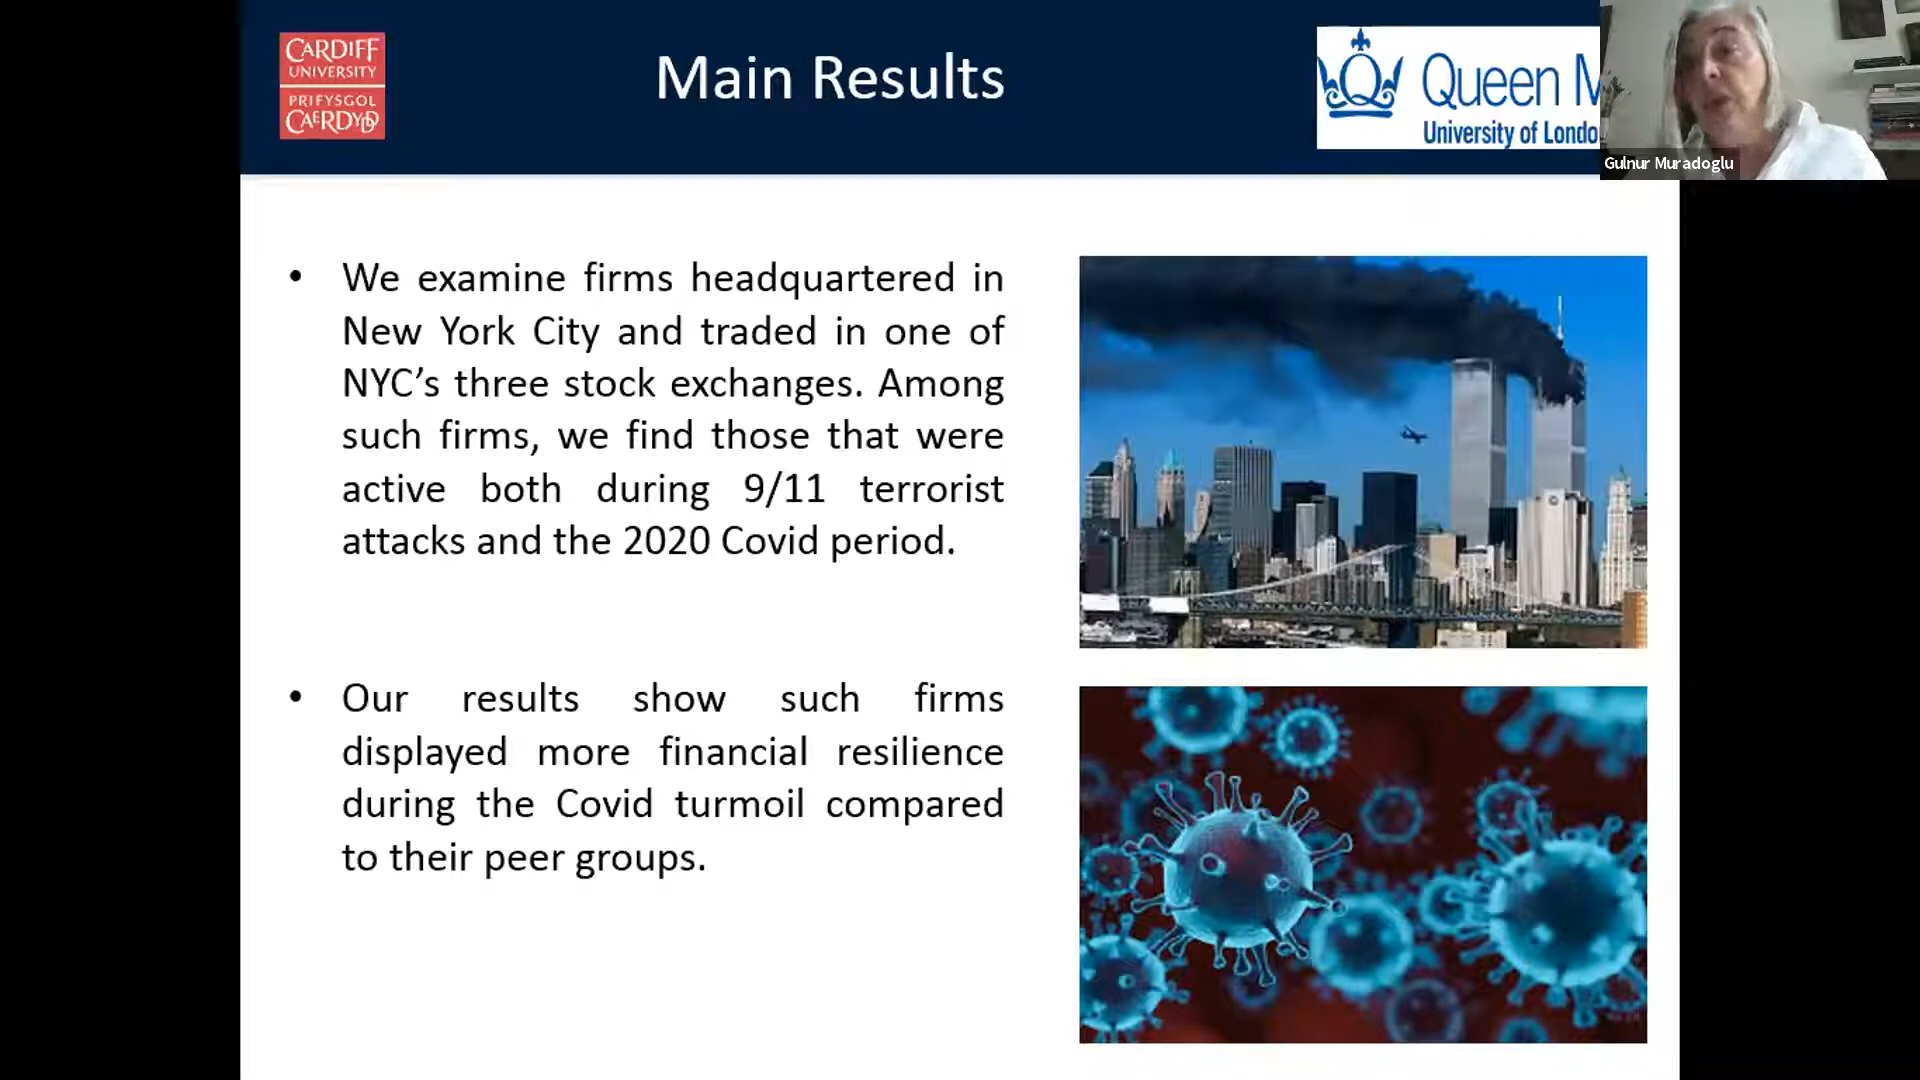 CARDIFF
UNIVERSITY
PRIFYSGOL
CAERDYDD
Main Results
Queen M
University of Londo
Gulnur Muradoglu
• We examine firms headquartered in
New York City and traded in one of
NYC’s three stock exchanges. Among
such firms, we find those that were
active both during 9/11 terrorist
attacks and the 2020 Covid period.
• Our results show such firms
displayed more financial resilience
during the Covid turmoil compared
to their peer groups.